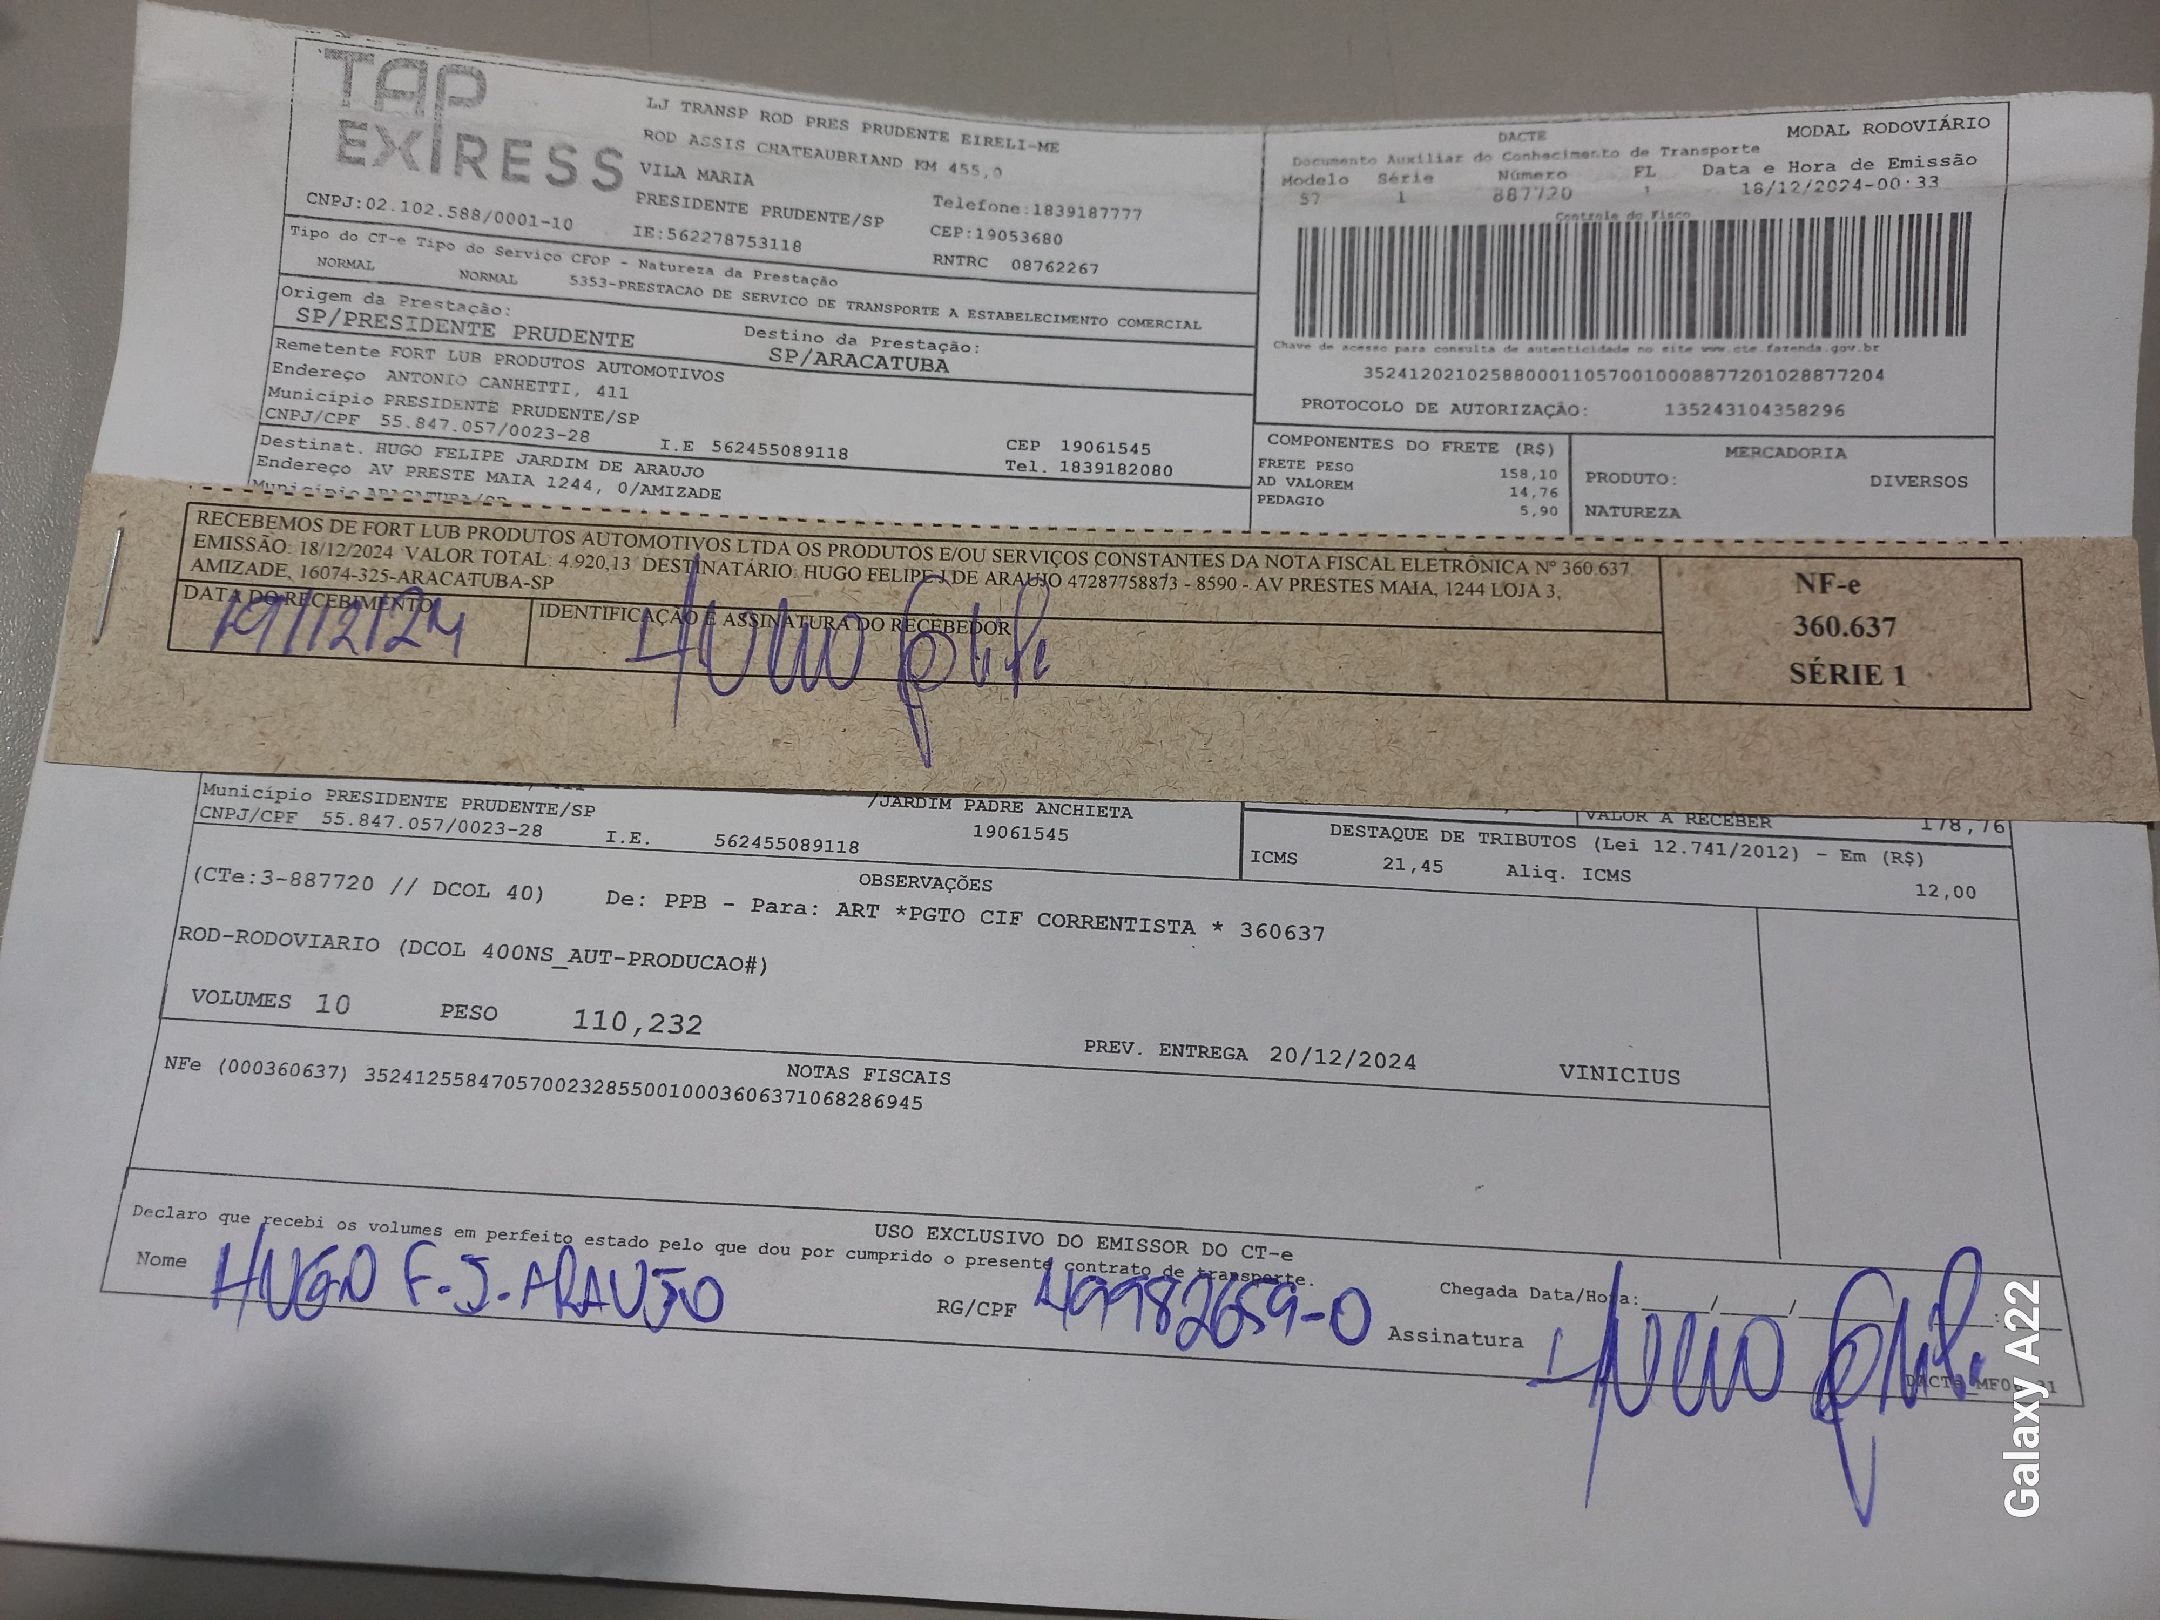 TAP
EXPRESS
LJ TRANSP ROD PRES PRUDENTE EIRELI-ME
ROD ASSIS CHATEAUBRIAND KM 455,0
VILA MARIA
PRESIDENTE PRUDENTE/SP Telefone:1839187777
CNPJ:02.102.588/0001-10 IE:562278753118 CEP:19053680
RNTRC 08762267
Tipo do CT-e Tipo do Serviço CFOP - Natureza da Prestação
NORMAL NORMAL 5353-PRESTACAO DE SERVICO DE TRANSPORTE A ESTABELECIMENTO COMERCIAL
Origem da Prestação: Destino da Prestação:
SP/PRESIDENTE PRUDENTE SP/ARACATUBA
Remetente FORT LUB PRODUTOS AUTOMOTIVOS
Endereço ANTONIO CANHETTI, 411
Município PRESIDENTE PRUDENTE/SP CEP 19061545
CNPJ/CPF 55.847.057/0023-28 I.E 562455089118 Tel. 1839182080
Destinat. HUGO FELIPE JARDIM DE ARAUJO
Endereço AV PRESTE MAIA 1244, 0/AMIZADE
Município ARACATUBA/SP
DACTE MODAL RODOVIÁRIO
Documento Auxiliar do Conhecimento de Transporte
Modelo Série Número FL Data e Hora de Emissão
57 1 887720 1 18/12/2024-00:33
Controle do Fisco
Chave de acesso para consulta de autenticidade no site www.cte.fazenda.gov.br
35241202102588000110570010008877201028877204
PROTOCOLO DE AUTORIZAÇÃO: 135243104358296
COMPONENTES DO FRETE (R$) MERCADORIA
FRETE PESO 158,10 PRODUTO: DIVERSOS
AD VALOREM 14,76
PEDAGIO 5,90 NATUREZA
RECEBEMOS DE FORT LUB PRODUTOS AUTOMOTIVOS LTDA OS PRODUTOS E/OU SERVIÇOS CONSTANTES DA NOTA FISCAL ELETRÔNICA Nº 360.637
EMISSÃO: 18/12/2024 VALOR TOTAL: 4.920,13 DESTINATÁRIO: HUGO FELIPE J DE ARAUJO 47287758873 - 8590 - AV PRESTES MAIA, 1244 LOJA 3,
AMIZADE, 16074-325-ARACATUBA-SP
DATA DO RECEBIMENTO IDENTIFICAÇÃO E ASSINATURA DO RECEBEDOR
19/12/24 Hugo Felipe
NF-e
360.637
SÉRIE 1
Município PRESIDENTE PRUDENTE/SP /JARDIM PADRE ANCHIETA
CNPJ/CPF 55.847.057/0023-28 I.E. 562455089118 19061545
VALOR A RECEBER 178,76
DESTAQUE DE TRIBUTOS (Lei 12.741/2012) - Em (R$)
ICMS 21,45 Aliq. ICMS 12,00
OBSERVAÇÕES
(CTe:3-887720 // DCOL 40) De: PPB - Para: ART *PGTO CIF CORRENTISTA * 360637
ROD-RODOVIARIO (DCOL 400NS_AUT-PRODUCAO#)
VOLUMES 10 PESO 110,232
PREV. ENTREGA 20/12/2024 VINICIUS
NOTAS FISCAIS
NFe (000360637) 35241255847057002328550010003606371068286945
USO EXCLUSIVO DO EMISSOR DO CT-e
Declaro que recebi os volumes em perfeito estado pelo que dou por cumprido o presente contrato de transporte.
Nome HUGO F. J. ARAUJO RG/CPF 49982659-0 Chegada Data/Hora:____/____/____ :
Assinatura Hugo Felipe
Galaxy A22